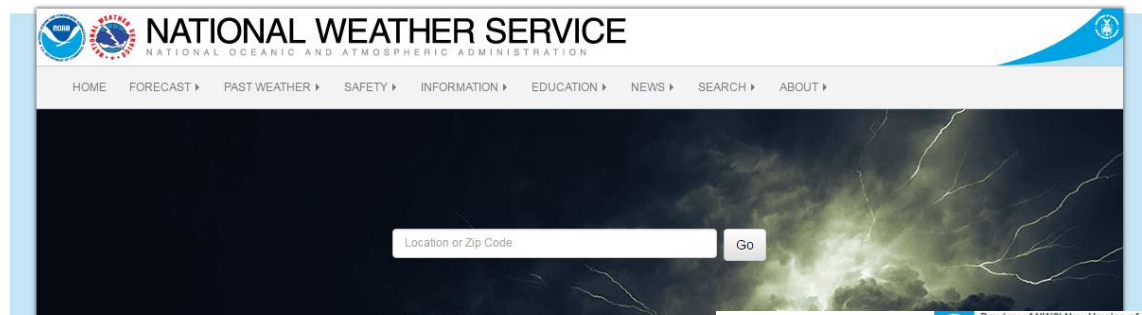 NATIONAL WEATHER SERVICE
NATIONAL OCEANIC AND ATMOSPHERIC ADMINISTRATION
HOME FORECAST PAST WEATHER SAFETY INFORMATION EDUCATION NEWS SEARCH ABOUT
Location or Zip Code Go